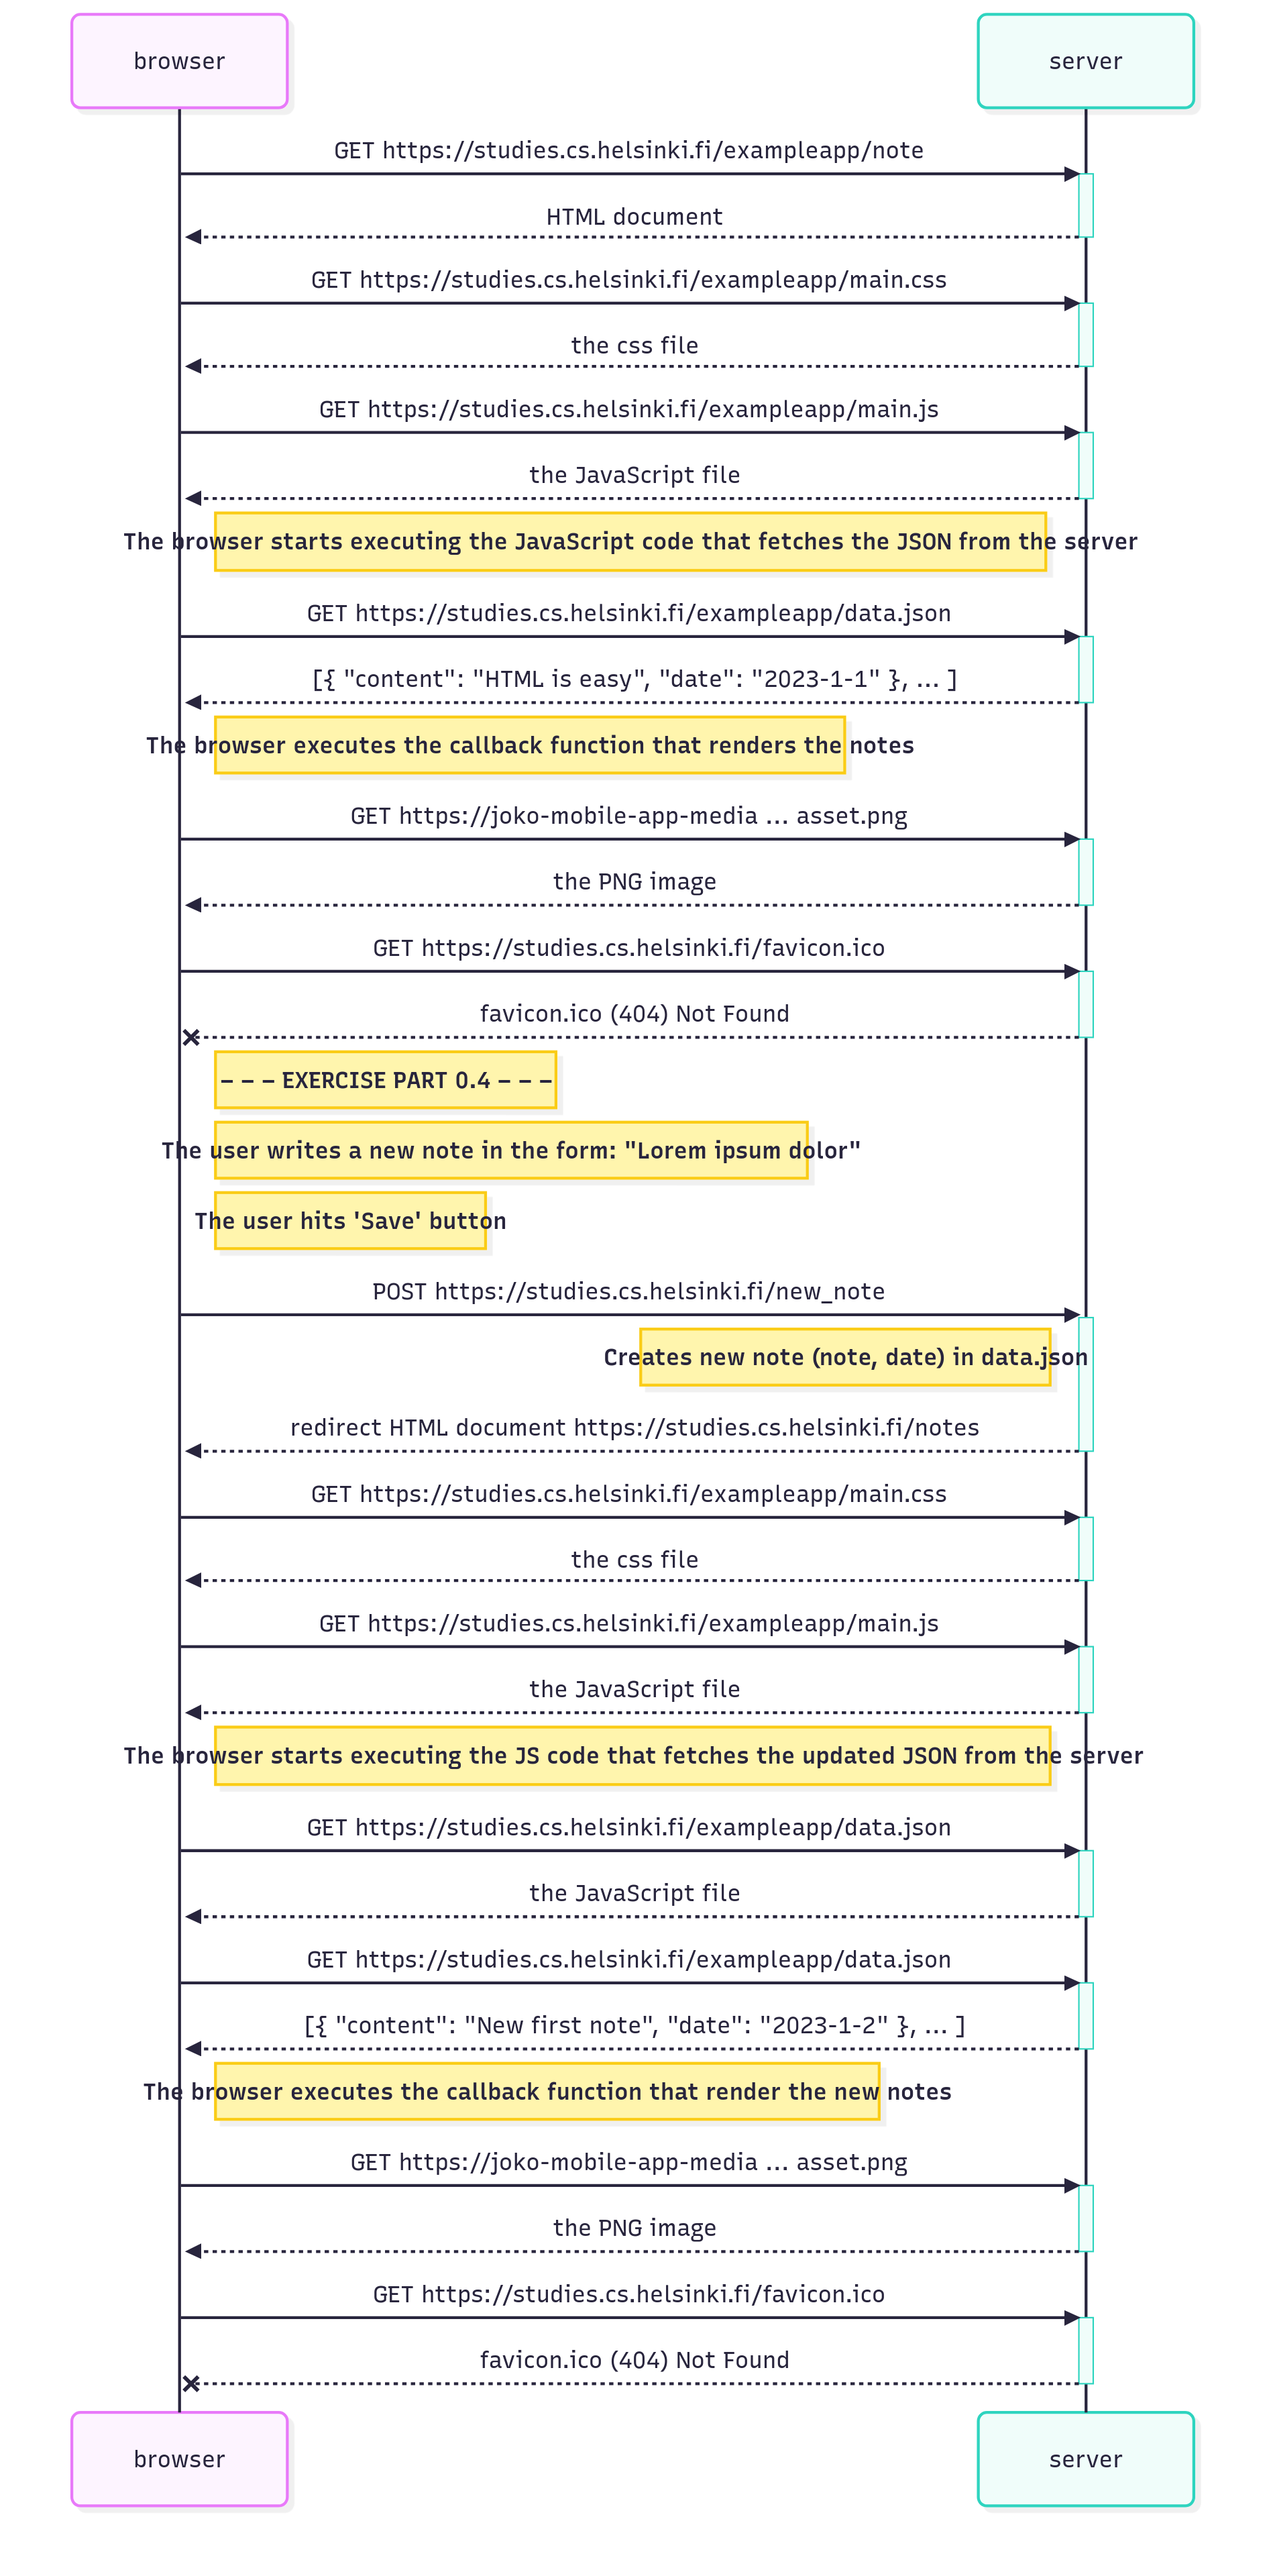 browser
server
GET https://studies.cs.helsinki.fi/exampleapp/note
HTML document
GET https://studies.cs.helsinki.fi/exampleapp/main.css
the css file
GET https://studies.cs.helsinki.fi/exampleapp/main.js
the JavaScript file
The browser starts executing the JavaScript code that fetches the JSON from the server
GET https://studies.cs.helsinki.fi/exampleapp/data.json
[{ "content": "HTML is easy", "date": "2023-1-1" }, ... ]
The browser executes the callback function that renders the notes
GET https://joko-mobile-app-media ... asset.png
the PNG image
GET https://studies.cs.helsinki.fi/favicon.ico
favicon.ico (404) Not Found
– – – EXERCISE PART 0.4 – – –
The user writes a new note in the form: "Lorem ipsum dolor"
The user hits 'Save' button
POST https://studies.cs.helsinki.fi/new_note
Creates new note (note, date) in data.json
redirect HTML document https://studies.cs.helsinki.fi/notes
GET https://studies.cs.helsinki.fi/exampleapp/main.css
the css file
GET https://studies.cs.helsinki.fi/exampleapp/main.js
the JavaScript file
The browser starts executing the JS code that fetches the updated JSON from the server
GET https://studies.cs.helsinki.fi/exampleapp/data.json
the JavaScript file
GET https://studies.cs.helsinki.fi/exampleapp/data.json
[{ "content": "New first note", "date": "2023-1-2" }, ... ]
The browser executes the callback function that render the new notes
GET https://joko-mobile-app-media ... asset.png
the PNG image
GET https://studies.cs.helsinki.fi/favicon.ico
favicon.ico (404) Not Found
browser
server